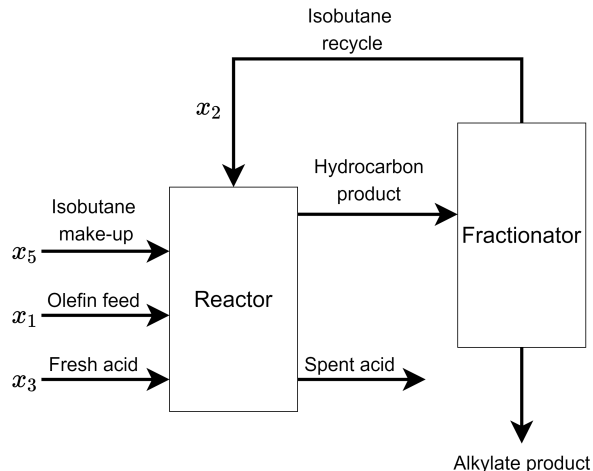 Isobutane
recycle
x₂
Hydrocarbon
product
Isobutane
make-up
Fractionator
x₅
Reactor
Olefin feed
x₁
Fresh acid
Spent acid
x₃
Alkylate product